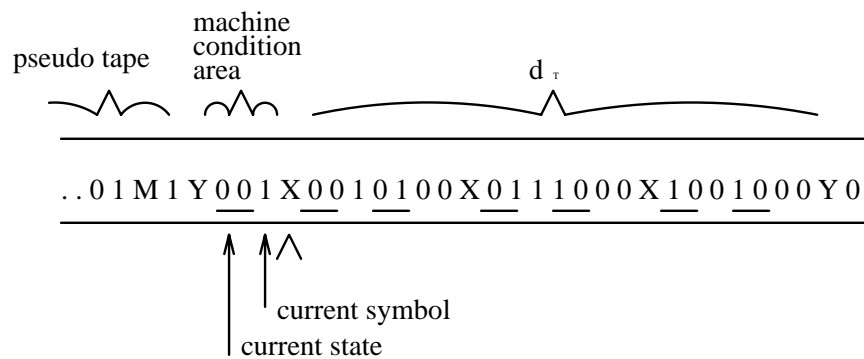 machine
condition
area
pseudo tape
d T
. . 0 1 M 1 Y 0 0 1 X 0 0 1 0 1 0 0 X 0 1 1 1 0 0 0 X 1 0 0 1 0 0 0 Y 0
current symbol
current state